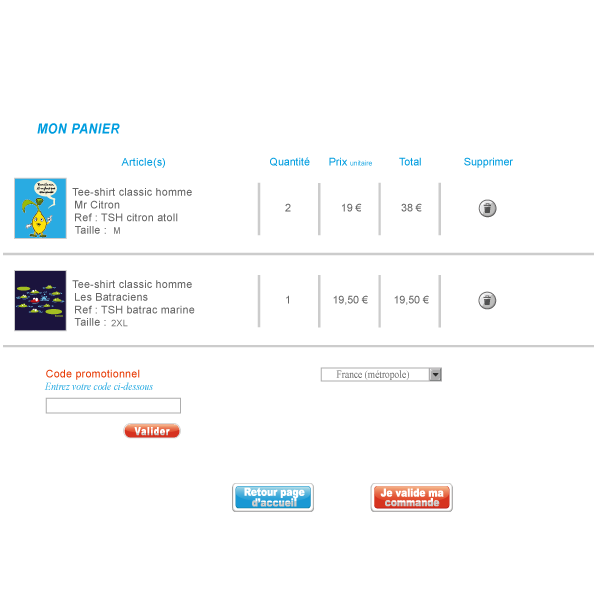 MON PANIER
Article(s) Quantité Prix unitaire Total Supprimer
Tee-shirt classic homme
Mr Citron
Ref : TSH citron atoll
Taille : M
2 19 € 38 €
Tee-shirt classic homme
Les Batraciens
Ref : TSH batrac marine
Taille : 2XL
1 19,50 € 19,50 €
Code promotionnel
Entrez votre code ci-dessous
France (métropole)
Valider
Retour page
d'accueil
Je valide ma
commande